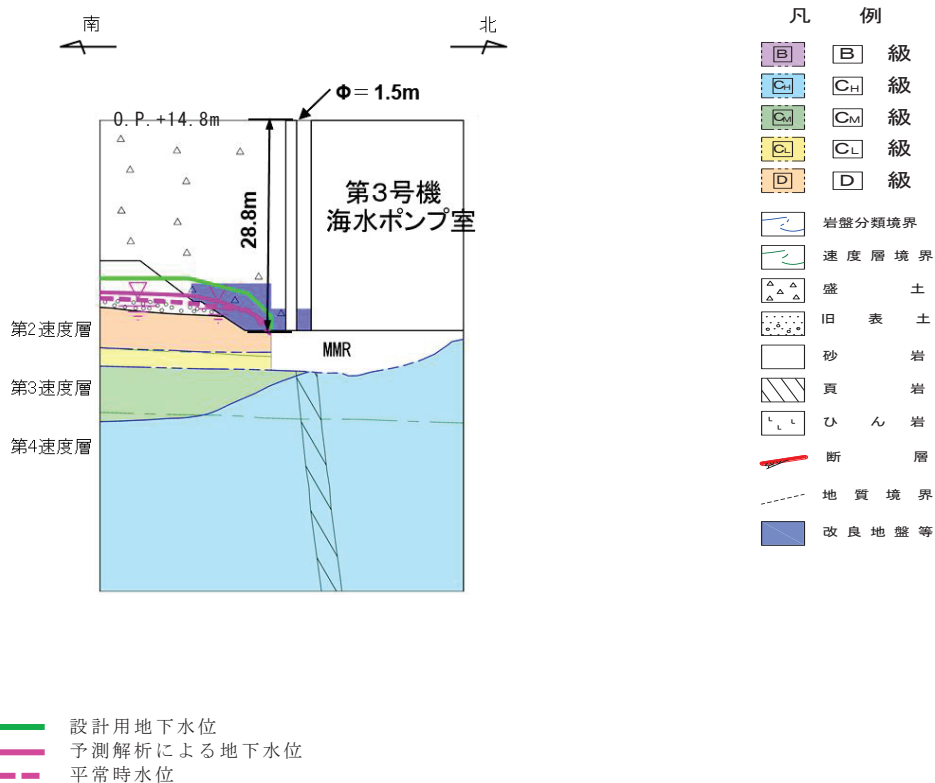 南
北
Φ＝1.5m
O.P.+14.8m
28.8m
第3号機
海水ポンプ室
第2速度層
MMR
第3速度層
第4速度層
凡 例
B B 級
CH CH 級
CM CM 級
CL CL 級
D D 級
岩盤分類境界
速度層境界
盛 土
旧 表 土
砂 岩
頁 岩
ひ ん 岩
断 層
地 質 境 界
改 良 地 盤 等
設計用地下水位
予測解析による地下水位
平常時水位